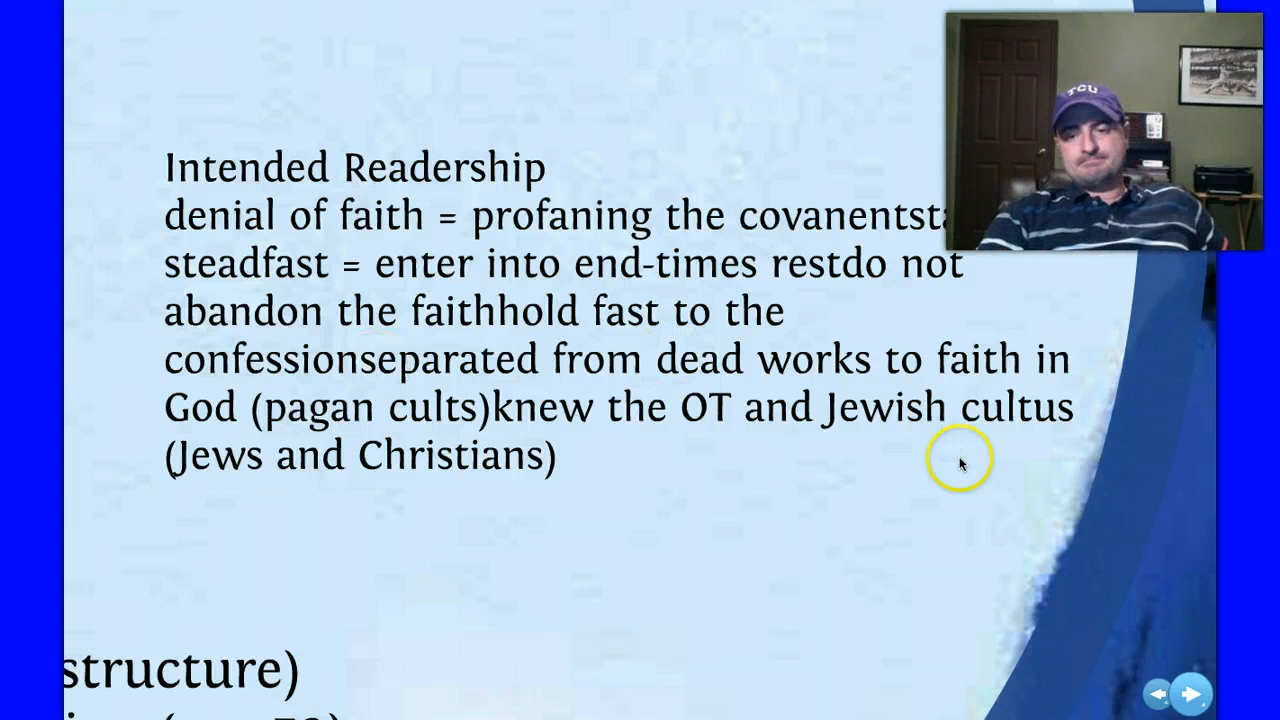 TCU
Intended Readership
denial of faith = profaning the covanentsta
steadfast = enter into end-times restdo not
abandon the faithhold fast to the
confessionseparated from dead works to faith in
God (pagan cults)knew the OT and Jewish cultus
(Jews and Christians)
structure)